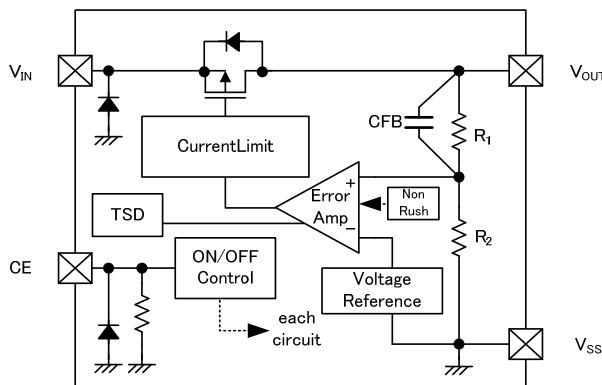 VIN
VOUT
CFB
R1
CurrentLimit
Error
Amp
+
−
Non
Rush
TSD
R2
CE
ON/OFF
Control
Voltage
Reference
each
circuit
VSS